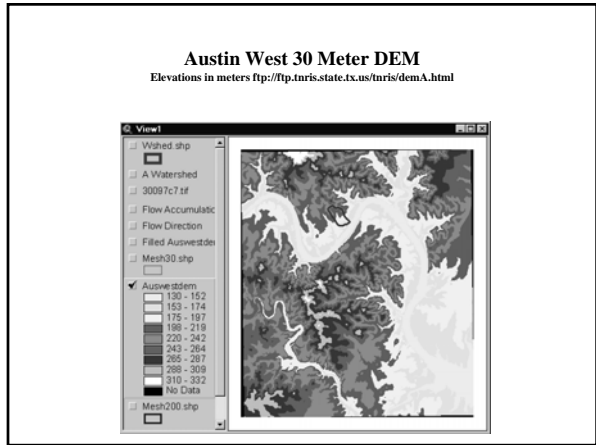 Austin West 30 Meter DEM
Elevations in meters ftp://ftp.tnris.state.tx.us/tnris/demA.html
View1
Wshed.shp
A Watershed
30097c7.tif
Flow Accumulatic
Flow Direction
Filled Auswestder
Mesh30.shp
Auswestdem
130 - 152
153 - 174
175 - 197
198 - 219
220 - 242
243 - 264
265 - 287
288 - 309
310 - 332
No Data
Mesh200.shp